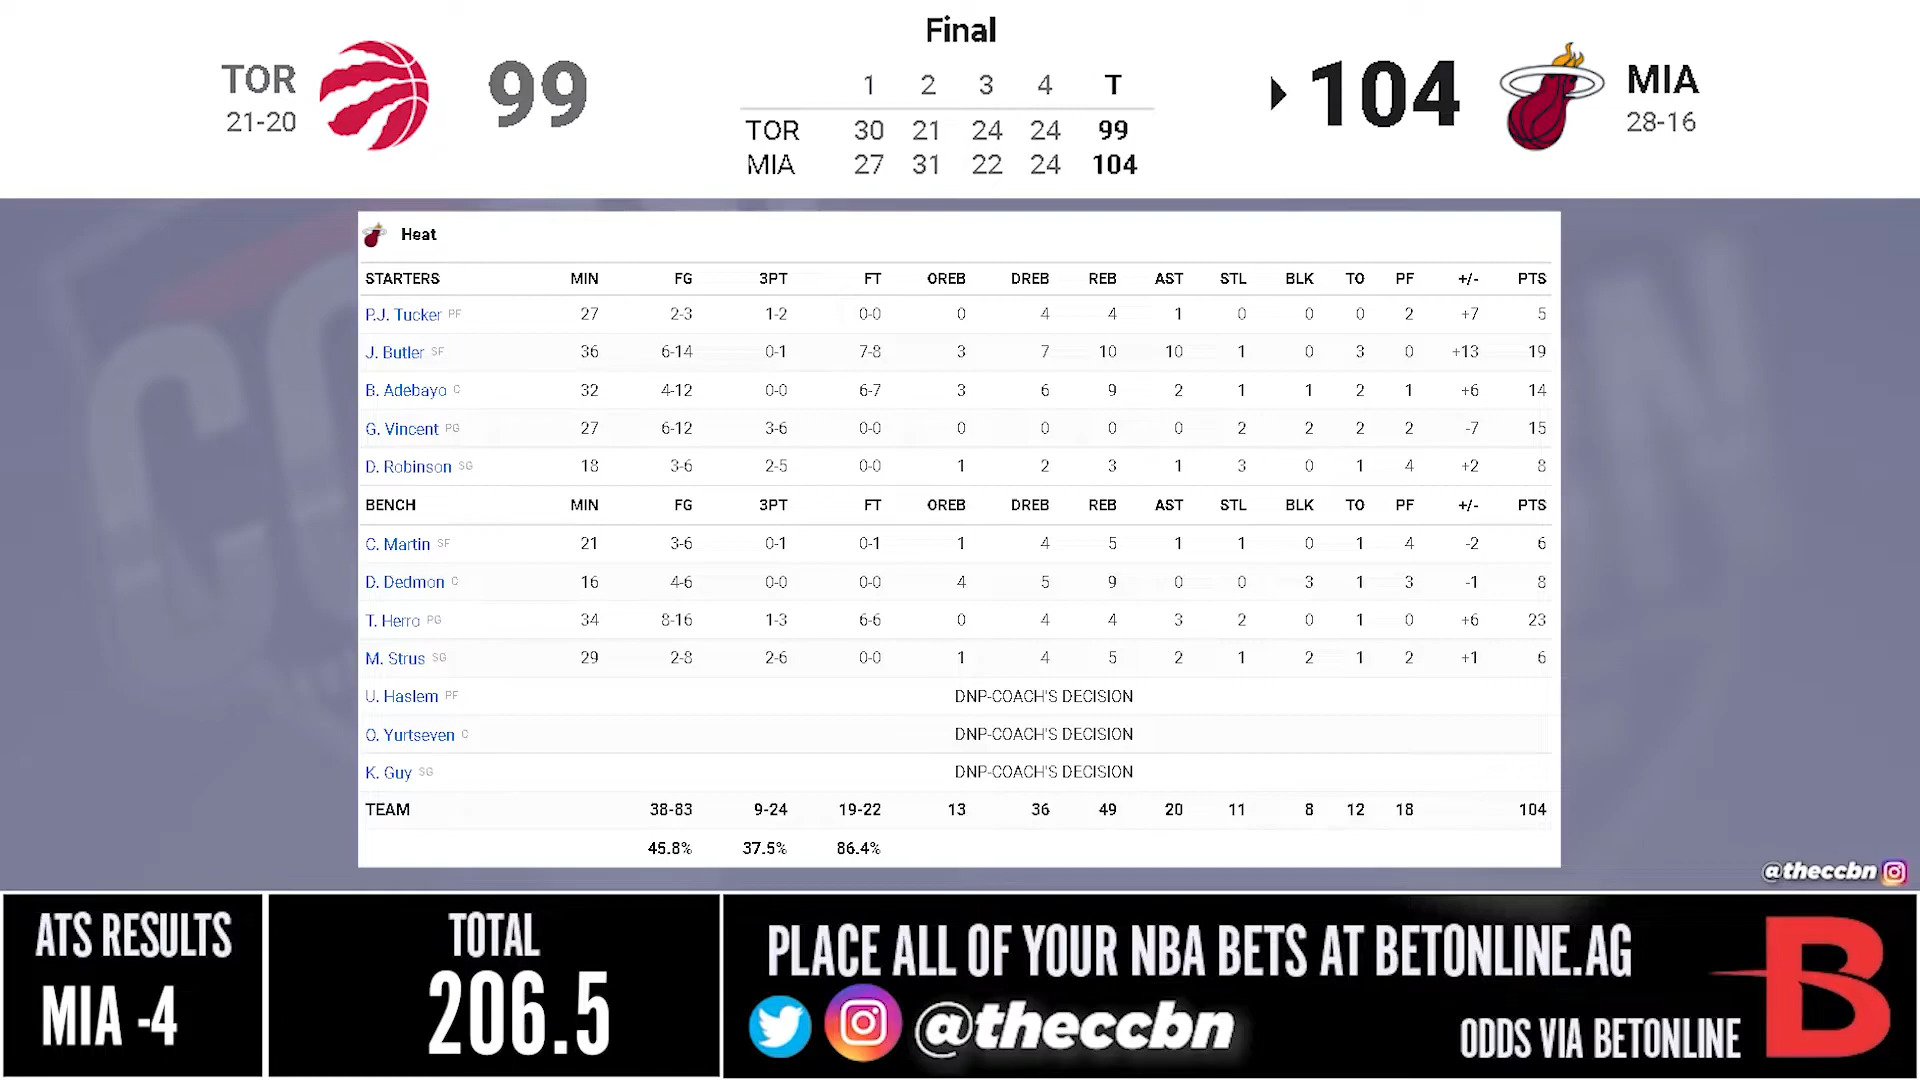 Final
TOR
21-20
99
1 2 3 4 T
TOR 30 21 24 24 99
MIA 27 31 22 24 104
104
MIA
28-16
Heat
STARTERS MIN FG 3PT FT OREB DREB REB AST STL BLK TO PF +/- PTS
P.J. Tucker PF 27 2-3 1-2 0-0 0 4 4 1 0 0 0 2 +7 5
J. Butler SF 36 6-14 0-1 7-8 3 7 10 10 1 0 3 0 +13 19
B. Adebayo C 32 4-12 0-0 6-7 3 6 9 2 1 1 2 1 +6 14
G. Vincent PG 27 6-12 3-6 0-0 0 0 0 0 2 2 2 2 -7 15
D. Robinson SG 18 3-6 2-5 0-0 1 2 3 1 3 0 1 4 +2 8
BENCH MIN FG 3PT FT OREB DREB REB AST STL BLK TO PF +/- PTS
C. Martin SF 21 3-6 0-1 0-1 1 4 5 1 1 0 1 4 -2 6
D. Dedmon C 16 4-6 0-0 0-0 4 5 9 0 0 3 1 3 -1 8
T. Herro PG 34 8-16 1-3 6-6 0 4 4 3 2 0 1 0 +6 23
M. Strus SG 29 2-8 2-6 0-0 1 4 5 2 1 2 1 2 +1 6
U. Haslem PF DNP-COACH'S DECISION
O. Yurtseven C DNP-COACH'S DECISION
K. Guy SG DNP-COACH'S DECISION
TEAM 38-83 9-24 19-22 13 36 49 20 11 8 12 18 104
45.8% 37.5% 86.4%
@theccbn
ATS RESULTS
MIA -4
TOTAL
206.5
PLACE ALL OF YOUR NBA BETS AT BETONLINE.AG
@theccbn
ODDS VIA BETONLINE
B